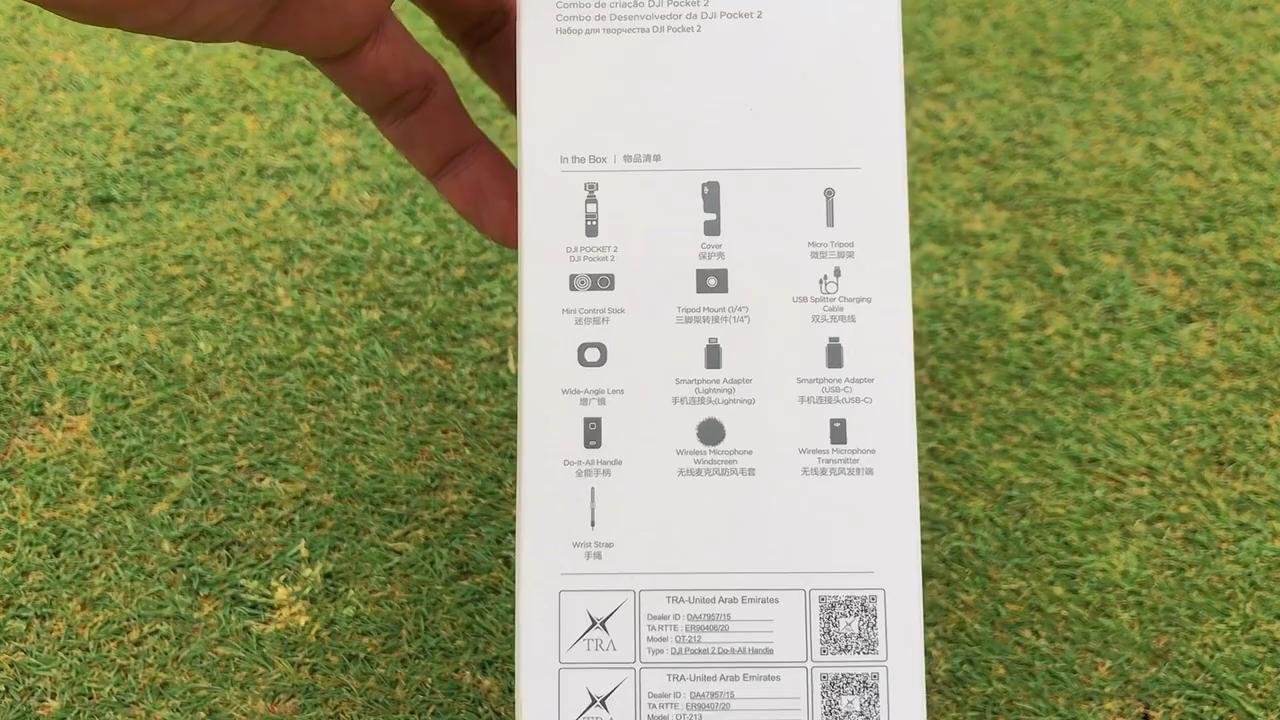 Combo de criação DJI Pocket 2
Combo de Desenvolvedor da DJI Pocket 2
Набор для творчества DJI Pocket 2
In the Box | 物品清单
DJI POCKET 2
DJI Pocket 2
Cover
保护壳
Micro Tripod
微型三脚架
Mini Control Stick
迷你摇杆
Tripod Mount (1/4")
三脚架转接件(1/4")
USB Splitter Charging
Cable
双头充电线
Wide-Angle Lens
增广镜
Smartphone Adapter
(Lightning)
手机连接头(Lightning)
Smartphone Adapter
(USB-C)
手机连接头(USB-C)
Do-It-All Handle
全能手柄
Wireless Microphone
Windscreen
无线麦克风防风毛套
Wireless Microphone
Transmitter
无线麦克风发射端
Wrist Strap
手绳
TRA
TRA-United Arab Emirates
Dealer ID : DA47957/15
TA RTTE : ER90406/20
Model : OT-212
Type : DJI Pocket 2 Do-It-All Handle
TRA
TRA-United Arab Emirates
Dealer ID : DA47957/15
TA RTTE : ER90407/20
Model : OT-213